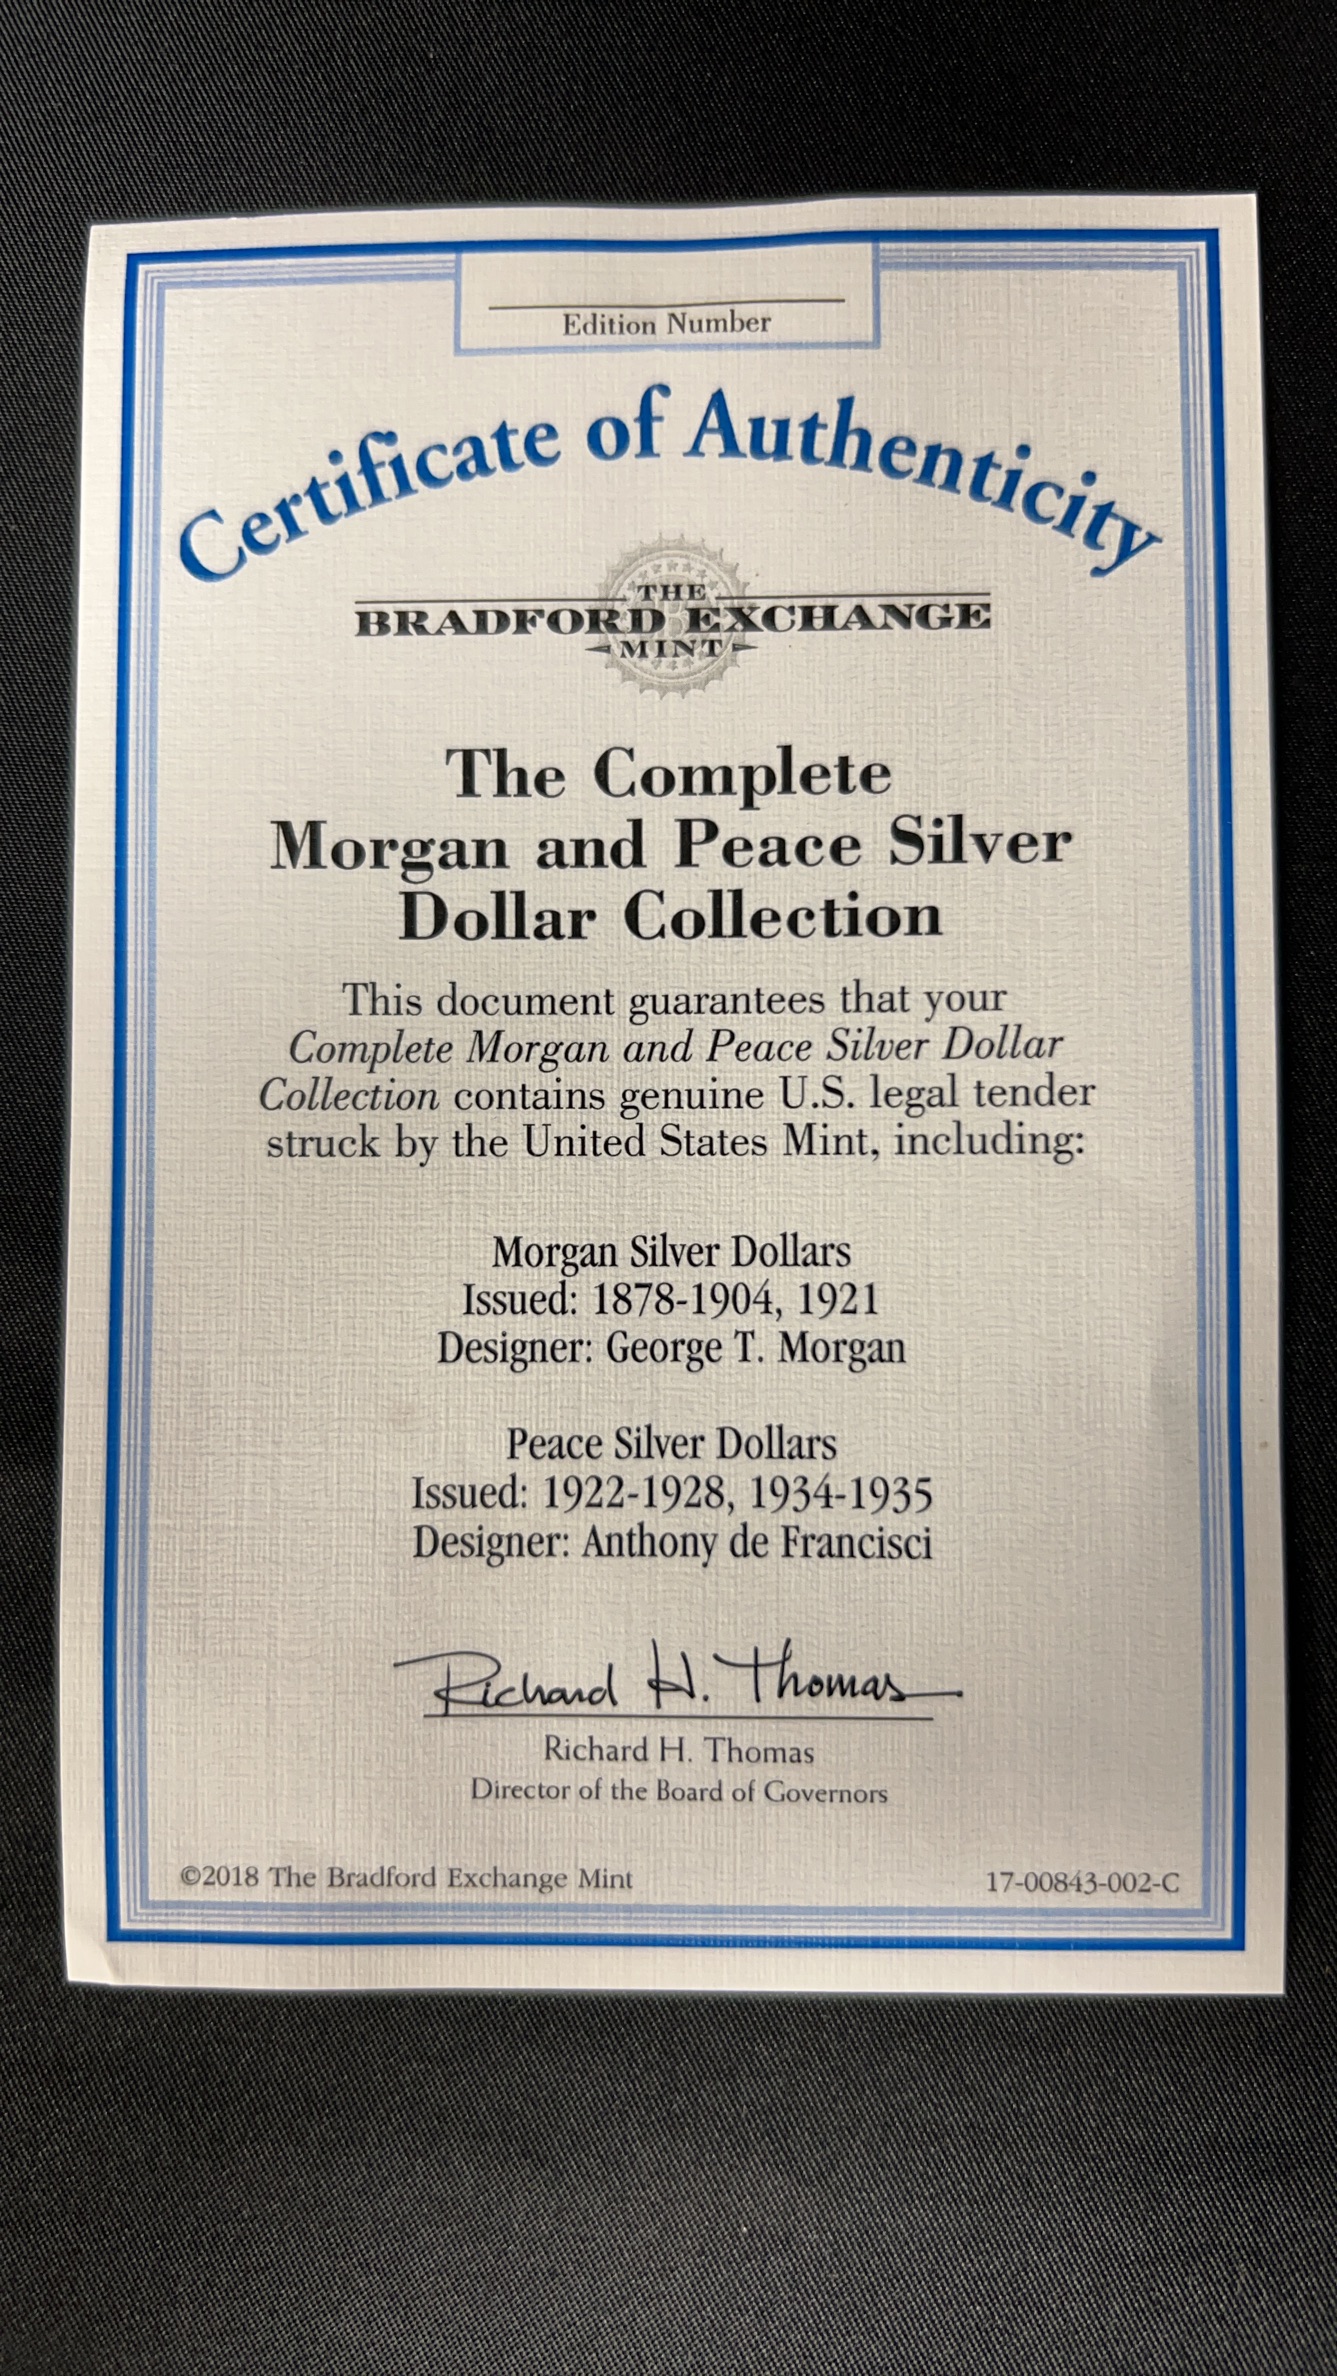 Edition Number
Certificate of Authenticity
THE
BRADFORD EXCHANGE
MINT
The Complete
Morgan and Peace Silver
Dollar Collection
This document guarantees that your
Complete Morgan and Peace Silver Dollar
Collection contains genuine U.S. legal tender
struck by the United States Mint, including:
Morgan Silver Dollars
Issued: 1878-1904, 1921
Designer: George T. Morgan
Peace Silver Dollars
Issued: 1922-1928, 1934-1935
Designer: Anthony de Francisci
Richard H. Thomas
Richard H. Thomas
Director of the Board of Governors
©2018 The Bradford Exchange Mint
17-00843-002-C